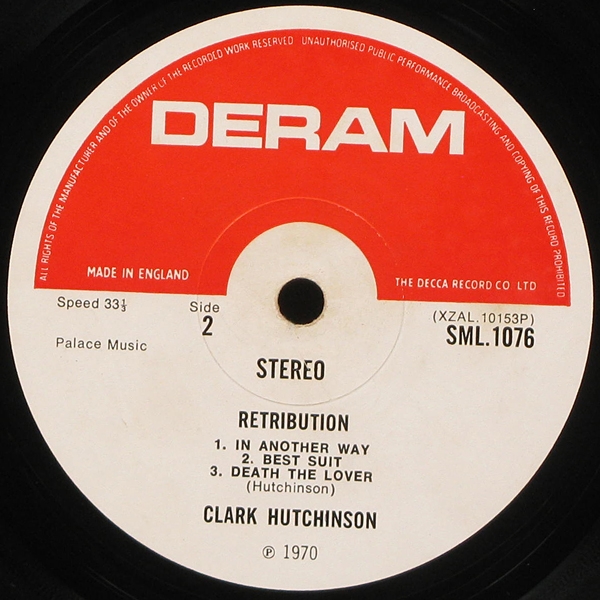 ALL RIGHTS OF THE MANUFACTURER AND OF THE OWNER OF THE RECORDED WORK RESERVED UNAUTHORISED PUBLIC PERFORMANCE BROADCASTING AND COPYING OF THIS RECORD PROHIBITED
DERAM
MADE IN ENGLAND
THE DECCA RECORD CO LTD
Speed 33⅓
Side
2
(XZAL.10153P)
SML.1076
Palace Music
STEREO
RETRIBUTION
1. IN ANOTHER WAY
2. BEST SUIT
3. DEATH THE LOVER
(Hutchinson)
CLARK HUTCHINSON
℗ 1970